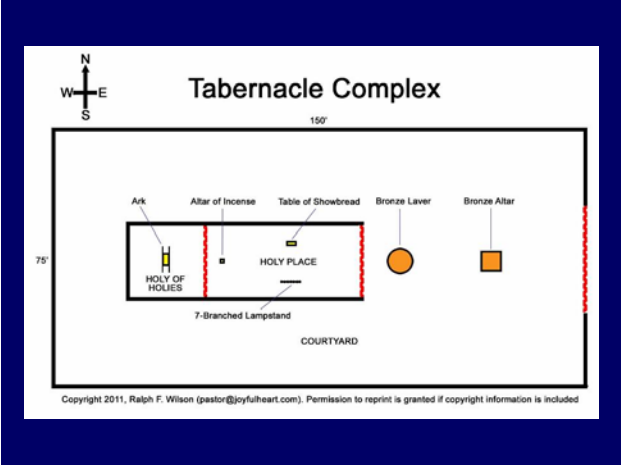 N
W E
S
Tabernacle Complex
150'
Ark
Altar of Incense
Table of Showbread
Bronze Laver
Bronze Altar
75'
HOLY PLACE
HOLY OF
HOLIES
7-Branched Lampstand
COURTYARD
Copyright 2011, Ralph F. Wilson (pastor@joyfulheart.com). Permission to reprint is granted if copyright information is included